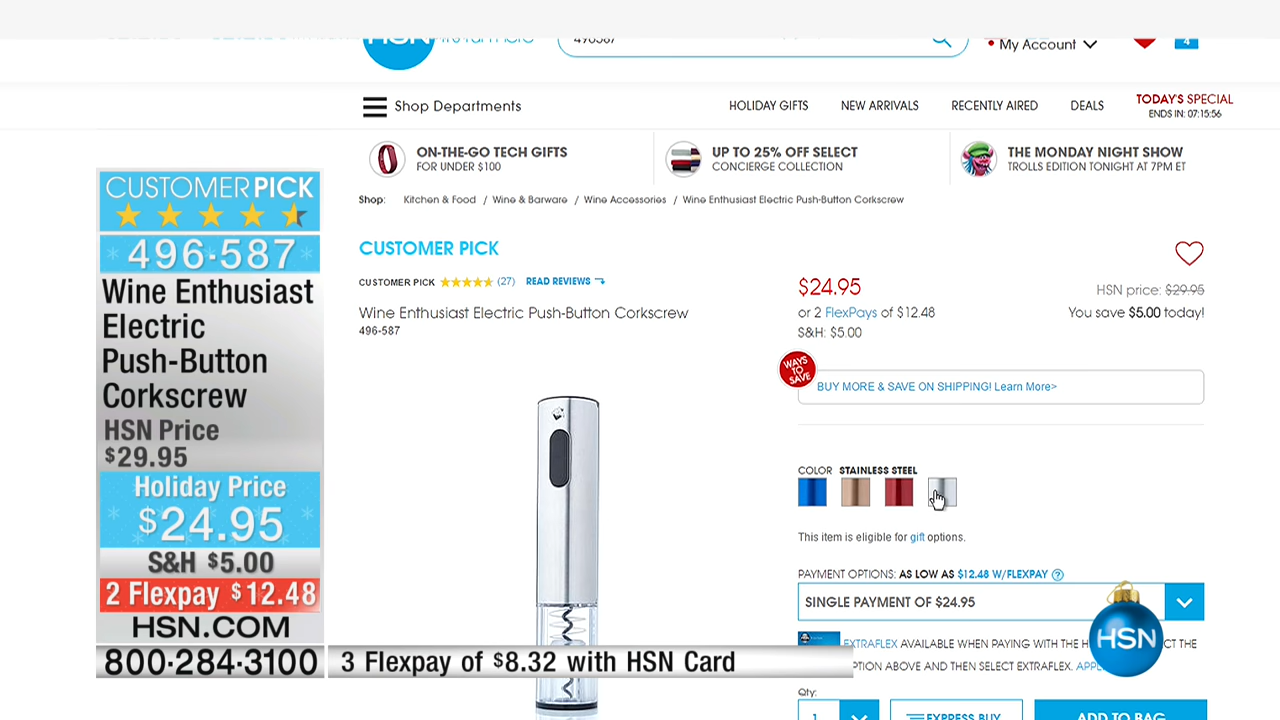 HSN
496587
My Account
4
Shop Departments
HOLIDAY GIFTS
NEW ARRIVALS
RECENTLY AIRED
DEALS
TODAY'S SPECIAL
ENDS IN: 07:15:56
ON-THE-GO TECH GIFTS
FOR UNDER $100
UP TO 25% OFF SELECT
CONCIERGE COLLECTION
THE MONDAY NIGHT SHOW
TROLLS EDITION TONIGHT AT 7PM ET
Shop: Kitchen & Food / Wine & Barware / Wine Accessories / Wine Enthusiast Electric Push-Button Corkscrew
CUSTOMER PICK
496·587
Wine Enthusiast
Electric
Push-Button
Corkscrew
HSN Price
$29.95
Holiday Price
$24.95
S&H $5.00
2 Flexpay $12.48
HSN.COM
800·284·3100
3 Flexpay of $8.32 with HSN Card
CUSTOMER PICK
CUSTOMER PICK (27) READ REVIEWS
Wine Enthusiast Electric Push-Button Corkscrew
496-587
$24.95
HSN price: $29.95
or 2 FlexPays of $12.48
You save $5.00 today!
S&H: $5.00
WAYS
TO
SAVE
BUY MORE & SAVE ON SHIPPING! Learn More>
COLOR STAINLESS STEEL
This item is eligible for gift options.
PAYMENT OPTIONS: AS LOW AS $12.48 W/FLEXPAY ?
SINGLE PAYMENT OF $24.95
EXTRAFLEX AVAILABLE WHEN PAYING WITH THE
ABOVE AND THEN SELECT EXTRAFLEX.
HSN
Qty:
1
EXPRESS BUY
ADD TO BAG